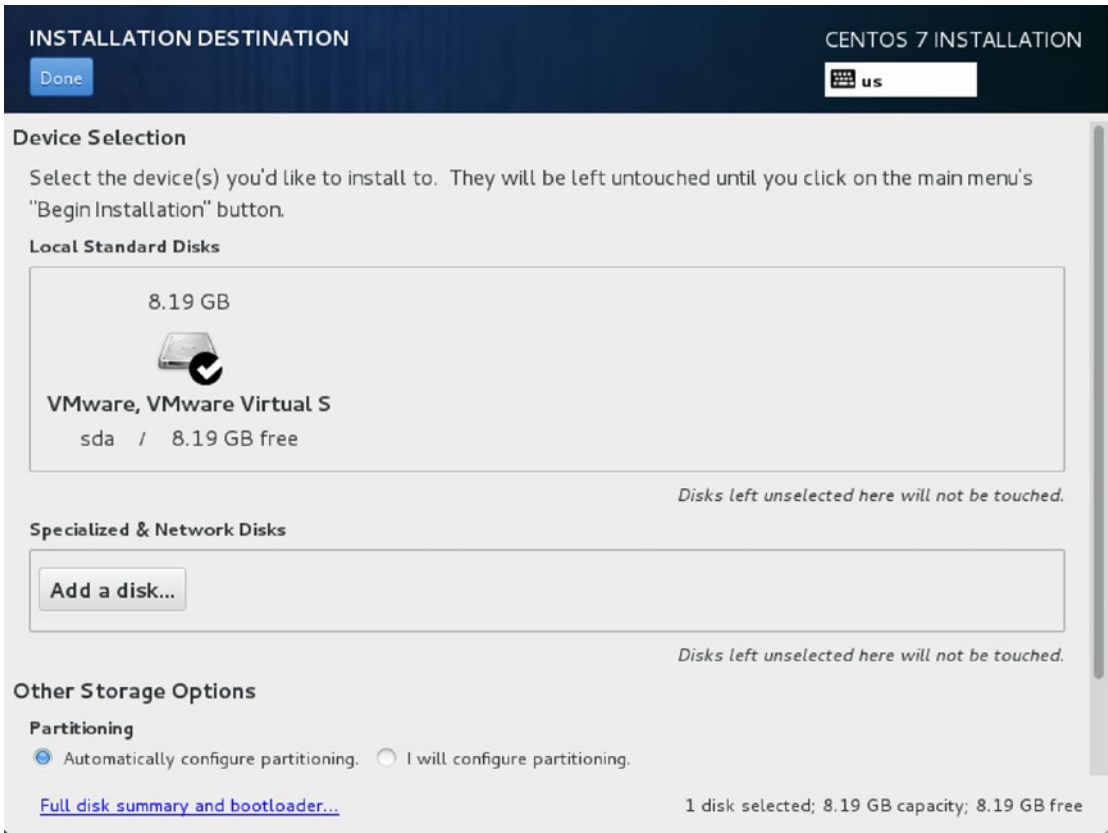 INSTALLATION DESTINATION
CENTOS 7 INSTALLATION
Done
us
Device Selection
Select the device(s) you'd like to install to. They will be left untouched until you click on the main menu's
"Begin Installation" button.
Local Standard Disks
8.19 GB
VMware, VMware Virtual S
sda / 8.19 GB free
Disks left unselected here will not be touched.
Specialized & Network Disks
Add a disk...
Disks left unselected here will not be touched.
Other Storage Options
Partitioning
Automatically configure partitioning. I will configure partitioning.
Full disk summary and bootloader... 1 disk selected; 8.19 GB capacity; 8.19 GB free